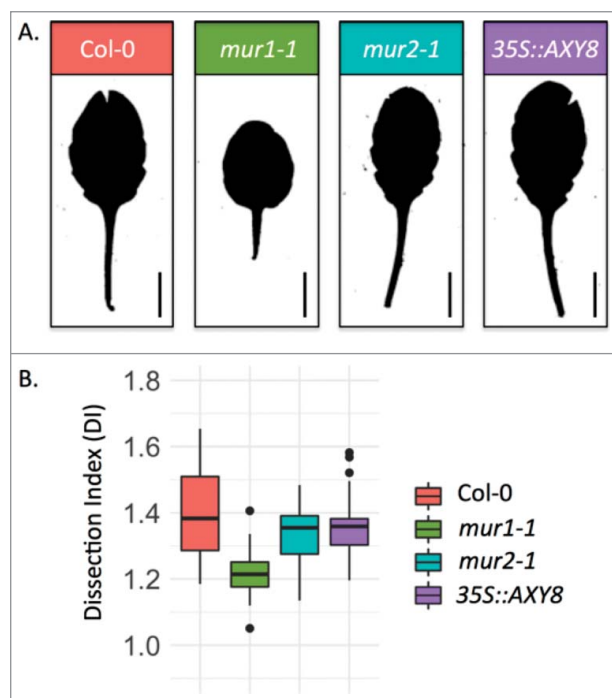 A.
Col-0
mur1-1
mur2-1
35S::AXY8
B.
Dissection Index (DI)
1.8
1.6
1.4
1.2
1.0
Col-0
mur1-1
mur2-1
35S::AXY8